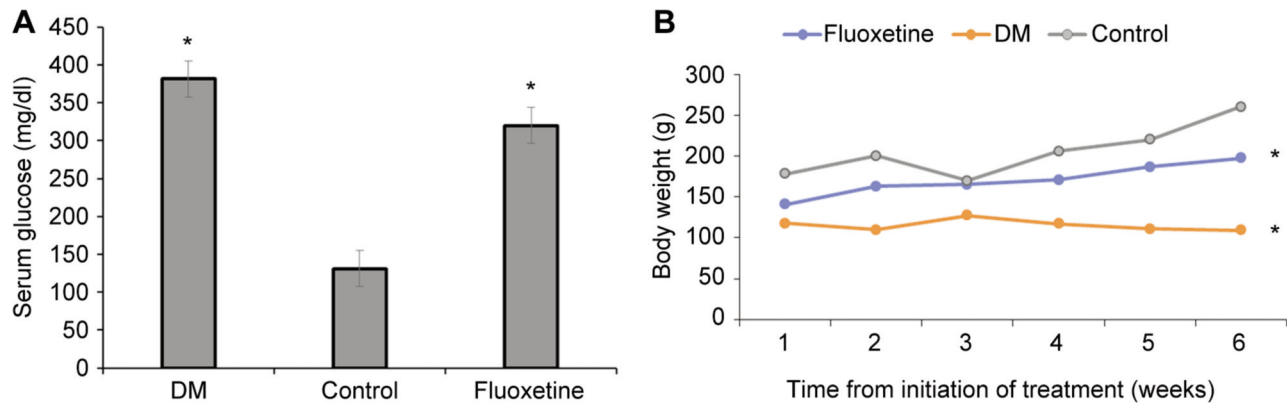 A
Serum glucose (mg/dl)
450
400
350
300
250
200
150
100
50
0
*
*
DM Control Fluoxetine
B
Fluoxetine DM Control
Body weight (g)
300
250
200
150
100
50
0
*
*
1 2 3 4 5 6
Time from initiation of treatment (weeks)